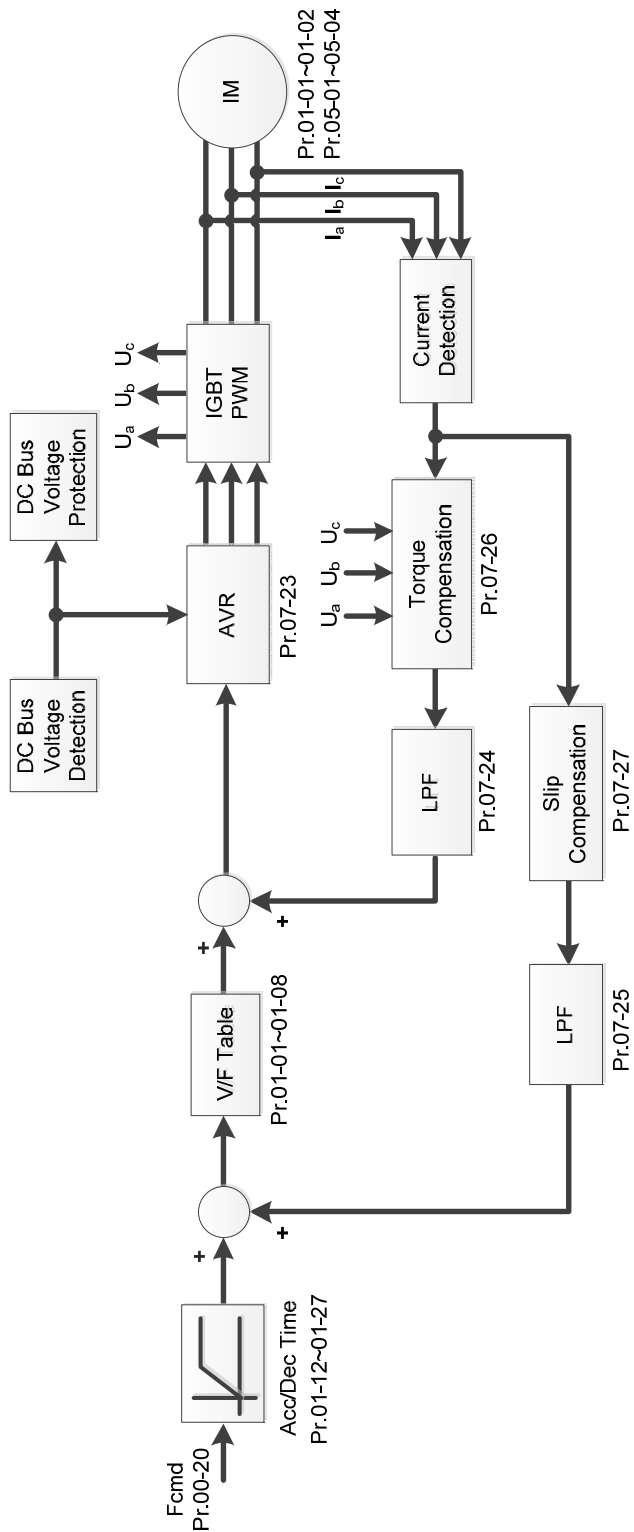 DC Bus
Voltage
Detection
DC Bus
Voltage
Protection
Fcmd
Pr.00-20
Acc/Dec Time
Pr.01-12~01-27
+
+
V/F Table
Pr.01-01~01-08
+
+
AVR
Pr.07-23
Ua
Ub
Uc
IGBT
PWM
IM
Pr.01-01~01-02
Pr.05-01~05-04
Ia
Ib
Ic
LPF
Pr.07-24
Ua
Ub
Uc
Torque
Compensation
Pr.07-26
Current
Detection
LPF
Pr.07-25
Slip
Compensation
Pr.07-27